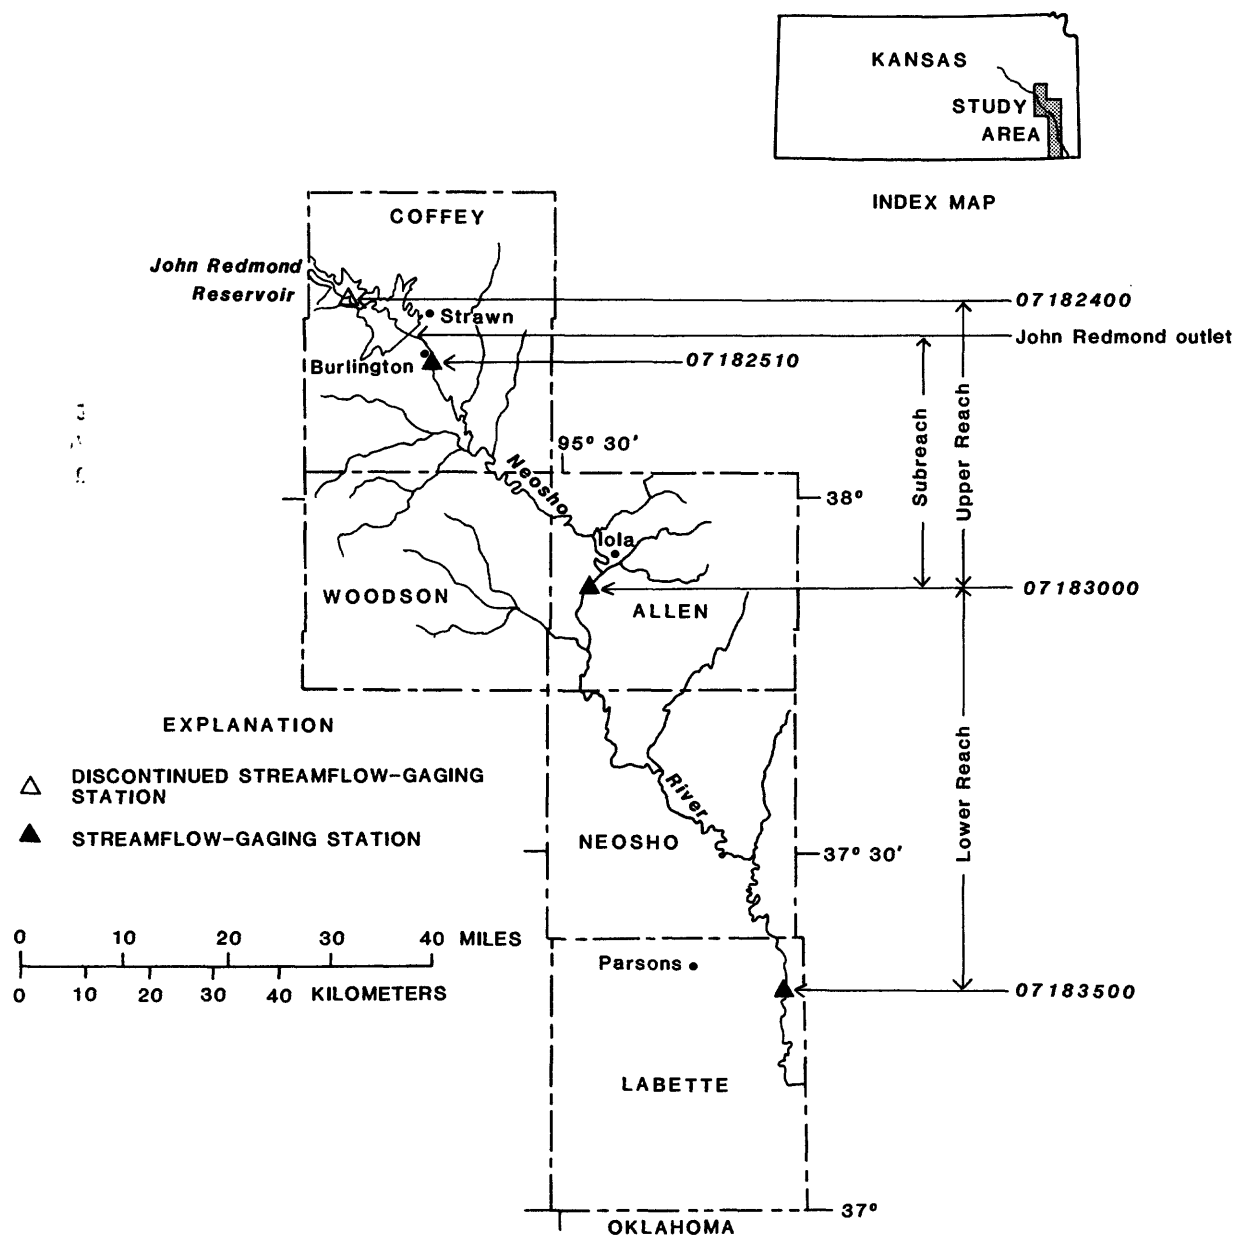 KANSAS
STUDY
AREA
INDEX MAP
COFFEY
John Redmond
Reservoir
07182400
Strawn
John Redmond outlet
Burlington
07182510
95° 30'
Neosho
38°
Subreach
Upper Reach
Iola
WOODSON
ALLEN
07183000
EXPLANATION
DISCONTINUED STREAMFLOW-GAGING
STATION
STREAMFLOW-GAGING STATION
River
Lower Reach
NEOSHO
37° 30'
0 10 20 30 40 MILES
0 10 20 30 40 KILOMETERS
Parsons
07183500
LABETTE
37°
OKLAHOMA